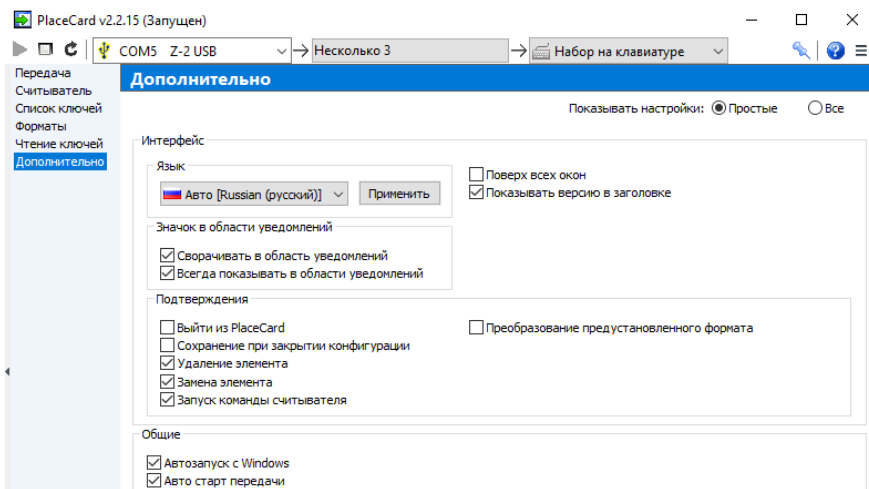 PlaceCard v2.2.15 (Запущен)
COM5 Z-2 USB
Несколько 3
Набор на клавиатуре
Передача
Считыватель
Список ключей
Форматы
Чтение ключей
Дополнительно
Дополнительно
Показывать настройки: Простые Все
Интерфейс
Язык
Авто [Russian (русский)] Применить
Поверх всех окон
Показывать версию в заголовке
Значок в области уведомлений
Сворачивать в область уведомлений
Всегда показывать в области уведомлений
Подтверждения
Выйти из PlaceCard
Преобразование предустановленного формата
Сохранение при закрытии конфигурации
Удаление элемента
Замена элемента
Запуск команды считывателя
Общие
Автозапуск с Windows
Авто старт передачи